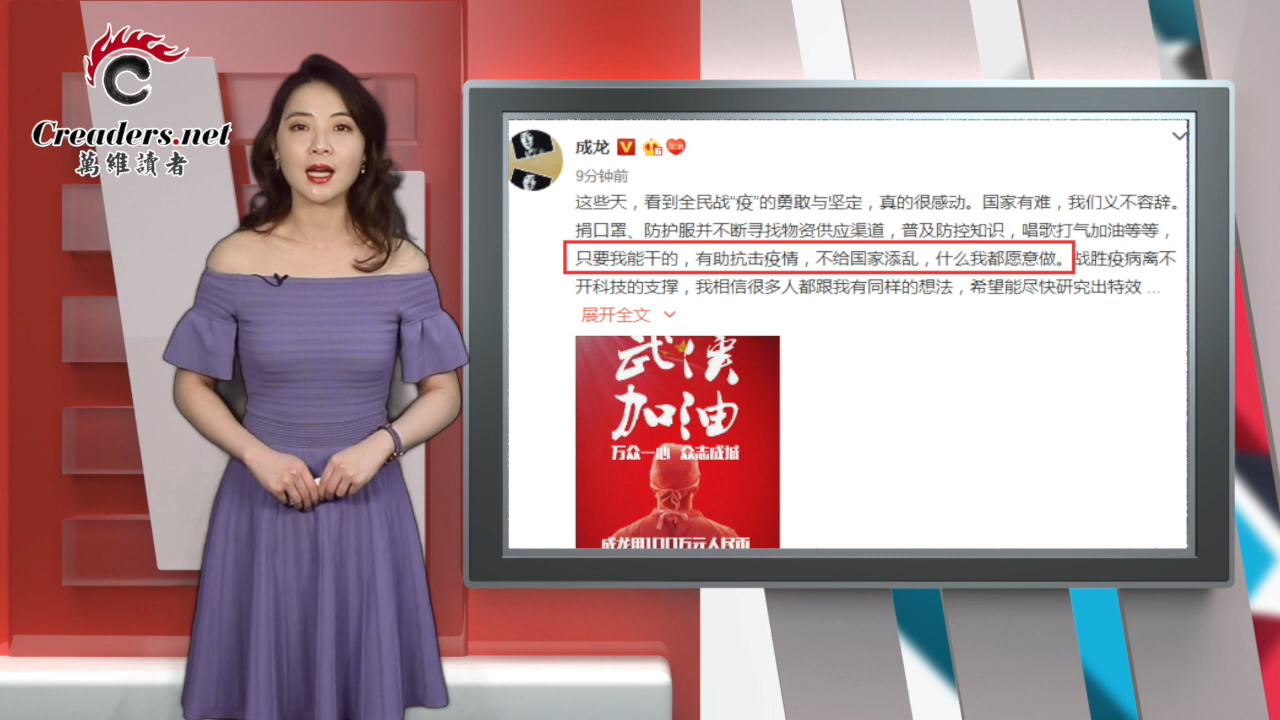 Creaders.net
萬維讀者
成龙
9分钟前
这些天，看到全民战“疫”的勇敢与坚定，真的很感动。国家有难，我们义不容辞。
捐口罩、防护服并不断寻找物资供应渠道，普及防控知识，唱歌打气加油等等，
只要我能干的，有助抗击疫情，不给国家添乱，什么我都愿意做。战胜疫病离不
开科技的支撑，我相信很多人都跟我有同样的想法，希望能尽快研究出特效 ...
展开全文
武漢
加油
万众一心 众志成城
成龙用100万元人民币